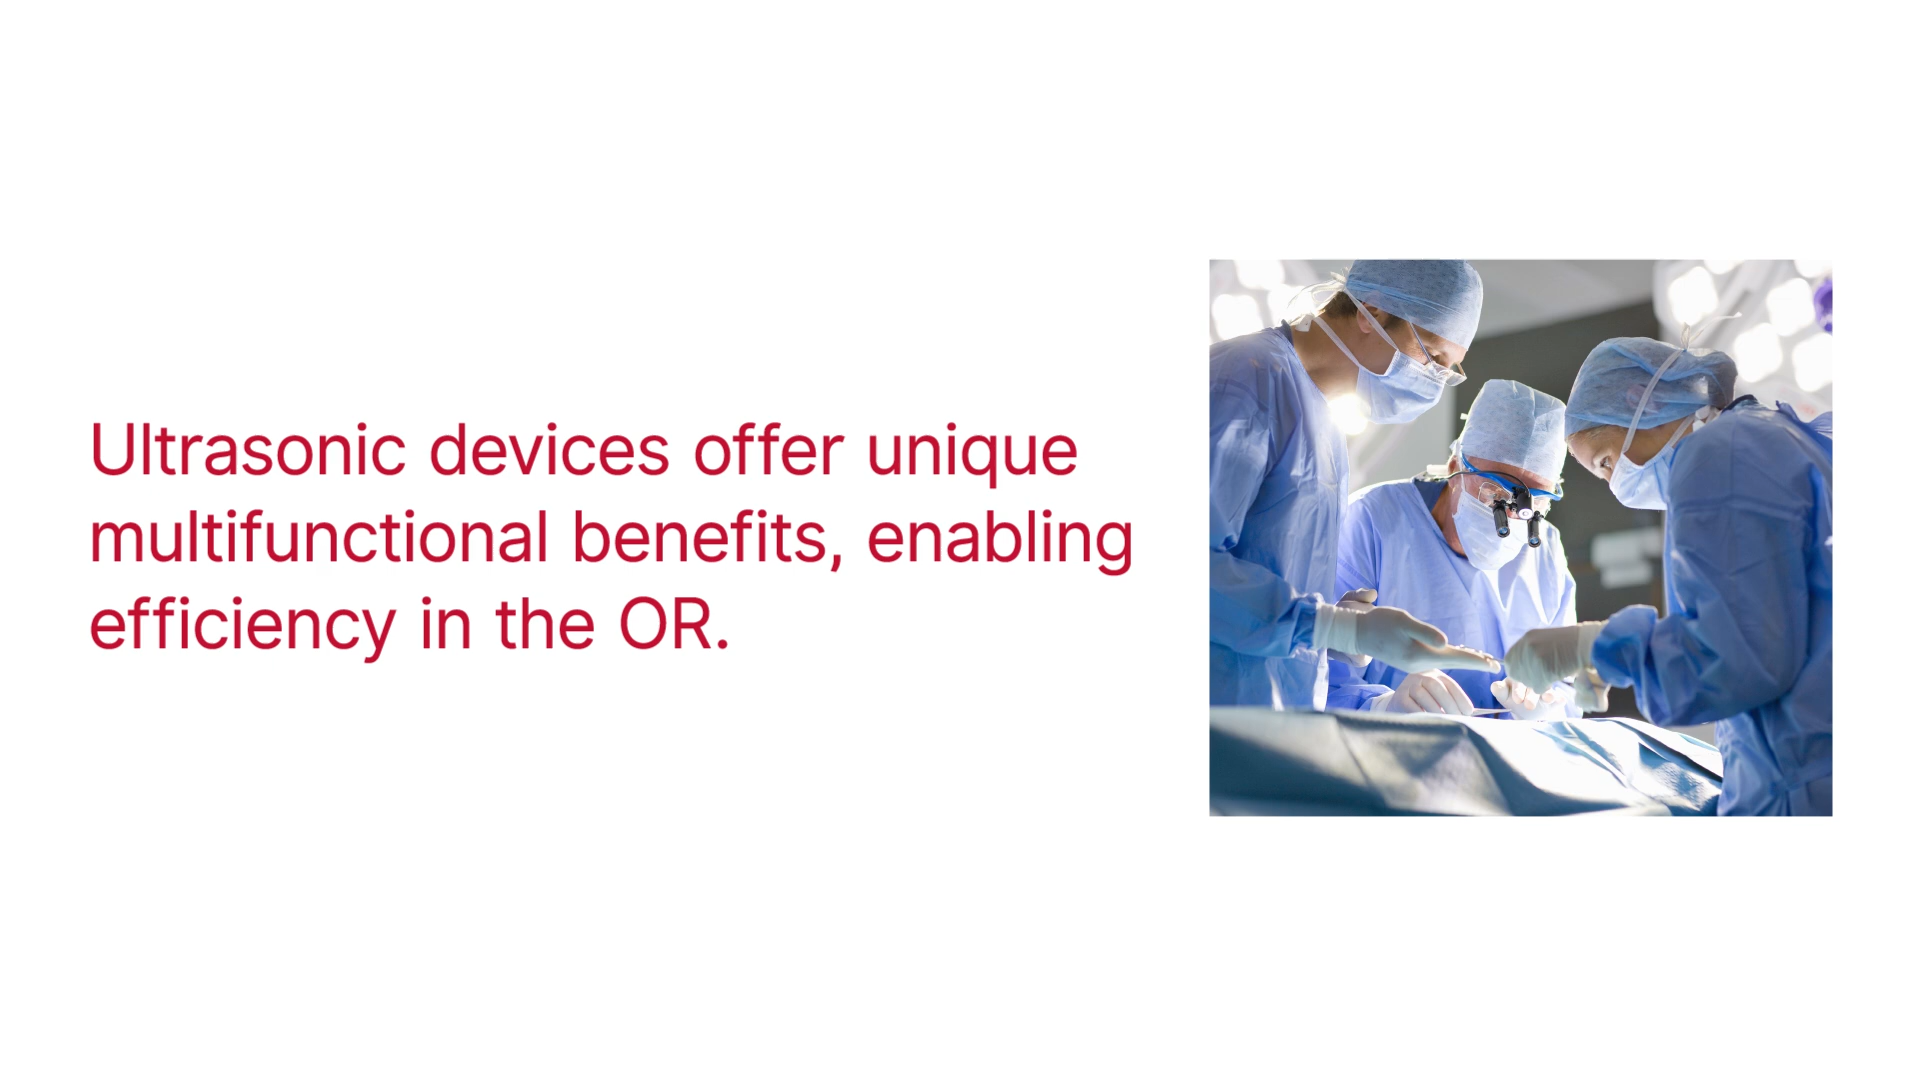 Ultrasonic devices offer unique
multifunctional benefits, enabling
efficiency in the OR.